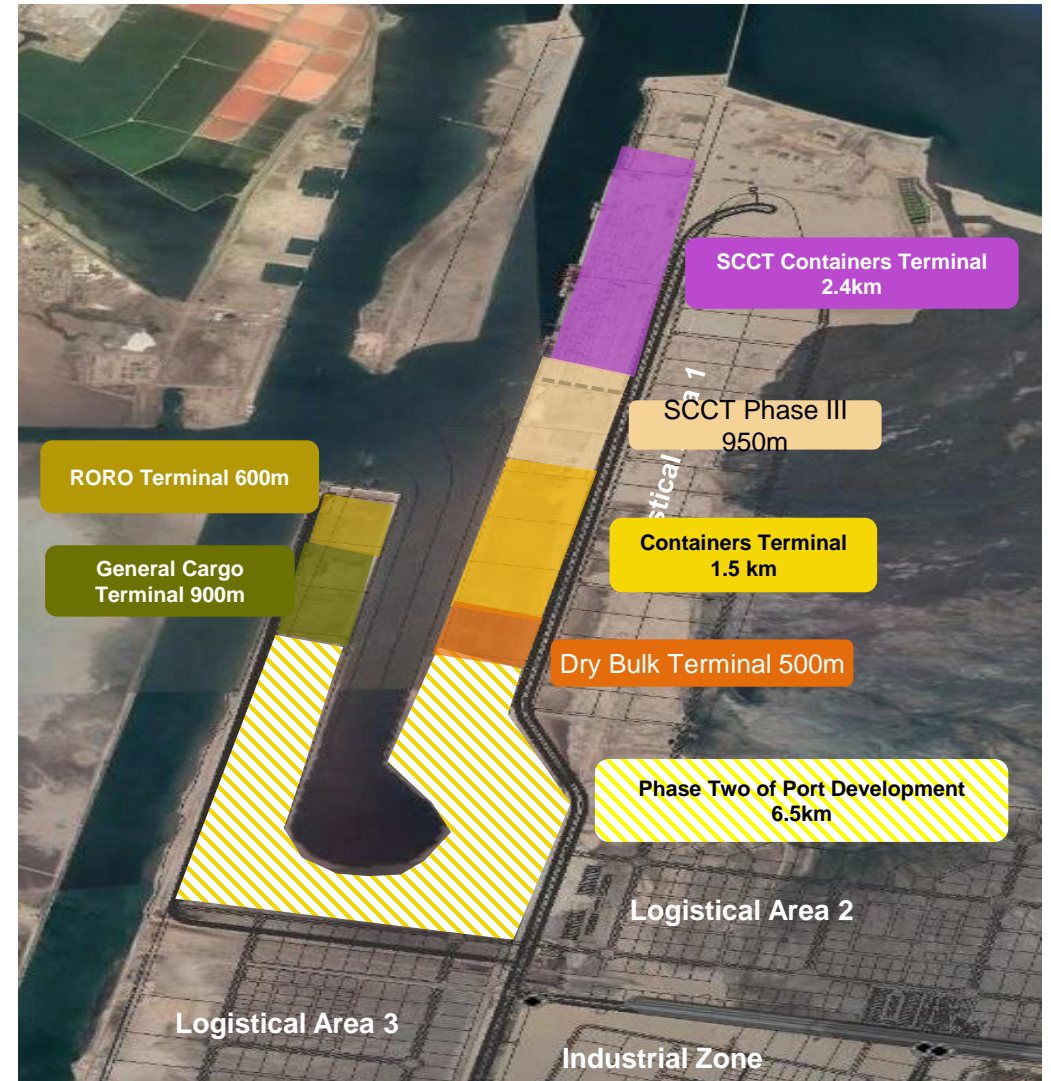 SCCT Containers Terminal
2.4km
SCCT Phase III
950m
RORO Terminal 600m
Containers Terminal
1.5 km
General Cargo
Terminal 900m
Dry Bulk Terminal 500m
Phase Two of Port Development
6.5km
Logistical Area 2
Logistical Area 3
Industrial Zone